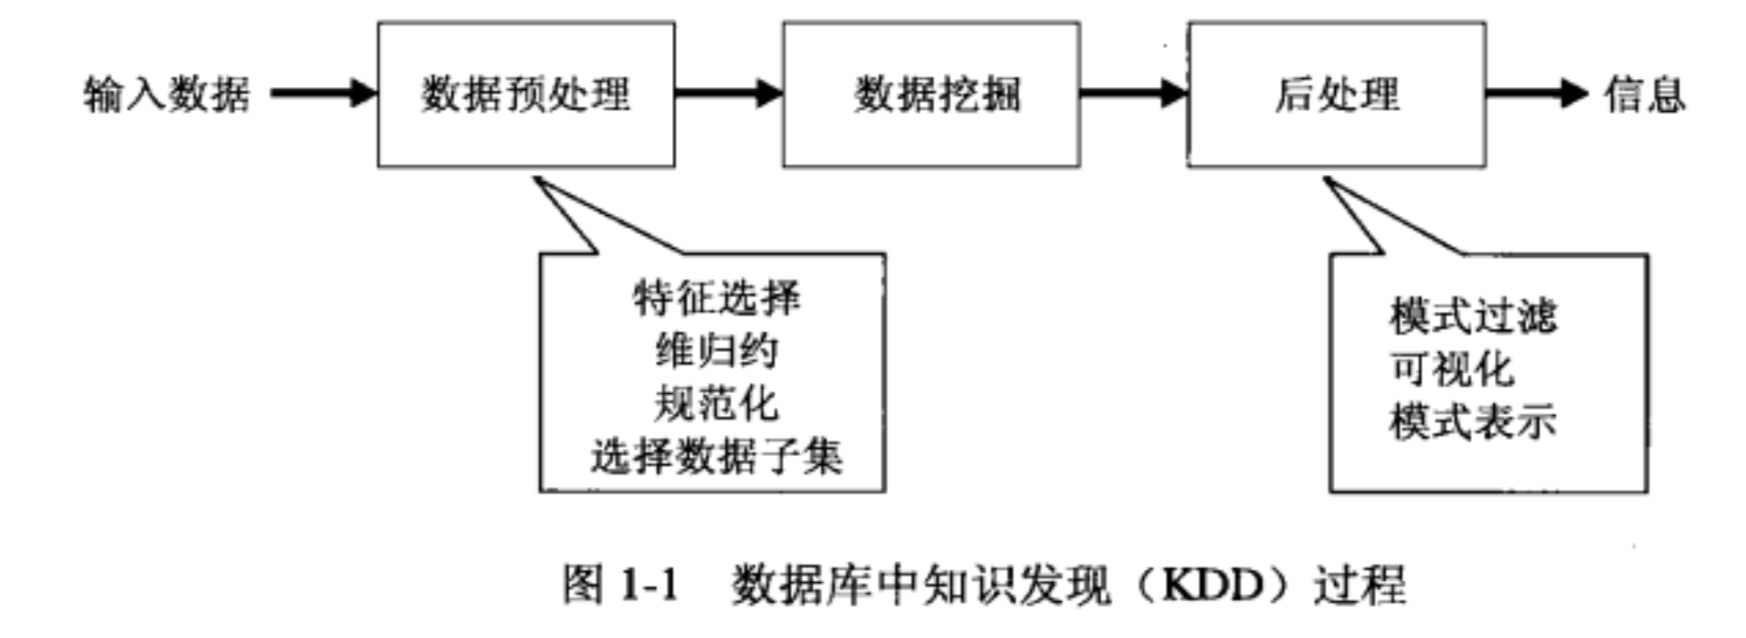 输入数据
数据预处理
数据挖掘
后处理
信息
特征选择
维归约
规范化
选择数据子集
模式过滤
可视化
模式表示
图 1-1 数据库中知识发现（KDD）过程